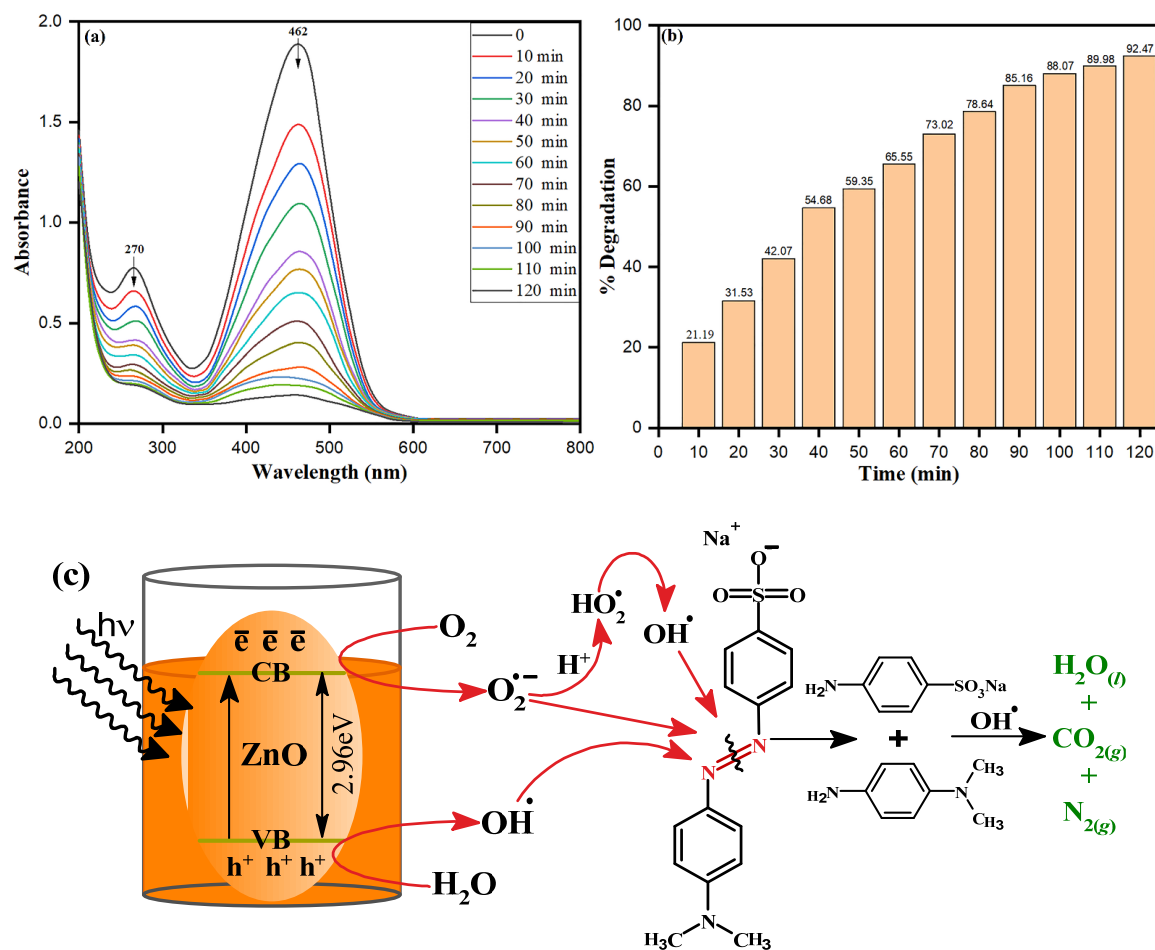 (a)
462
270
0
10 min
20 min
30 min
40 min
50 min
60 min
70 min
80 min
90 min
100 min
110 min
120 min
2.0
1.5
1.0
0.5
0.0
Absorbance
200 300 400 500 600 700 800
Wavelength (nm)
(b)
100
80
60
40
20
0
% Degradation
21.19
31.53
42.07
54.68
59.35
65.55
73.02
78.64
85.16
88.07
89.98
92.47
0 10 20 30 40 50 60 70 80 90 100 110 120
Time (min)
(c)
hν
e̅ e̅ e̅
CB
ZnO
2.96eV
VB
h⁺ h⁺ h⁺
O₂
O₂•⁻
H⁺
HO₂•
OH•
OH•
H₂O
Na⁺
O⁻
O=S=O
N=N
N
H₃C CH₃
H₂N SO₃Na
+
H₂N N CH₃
CH₃
OH•
H₂O(l)
+
CO₂(g)
+
N₂(g)